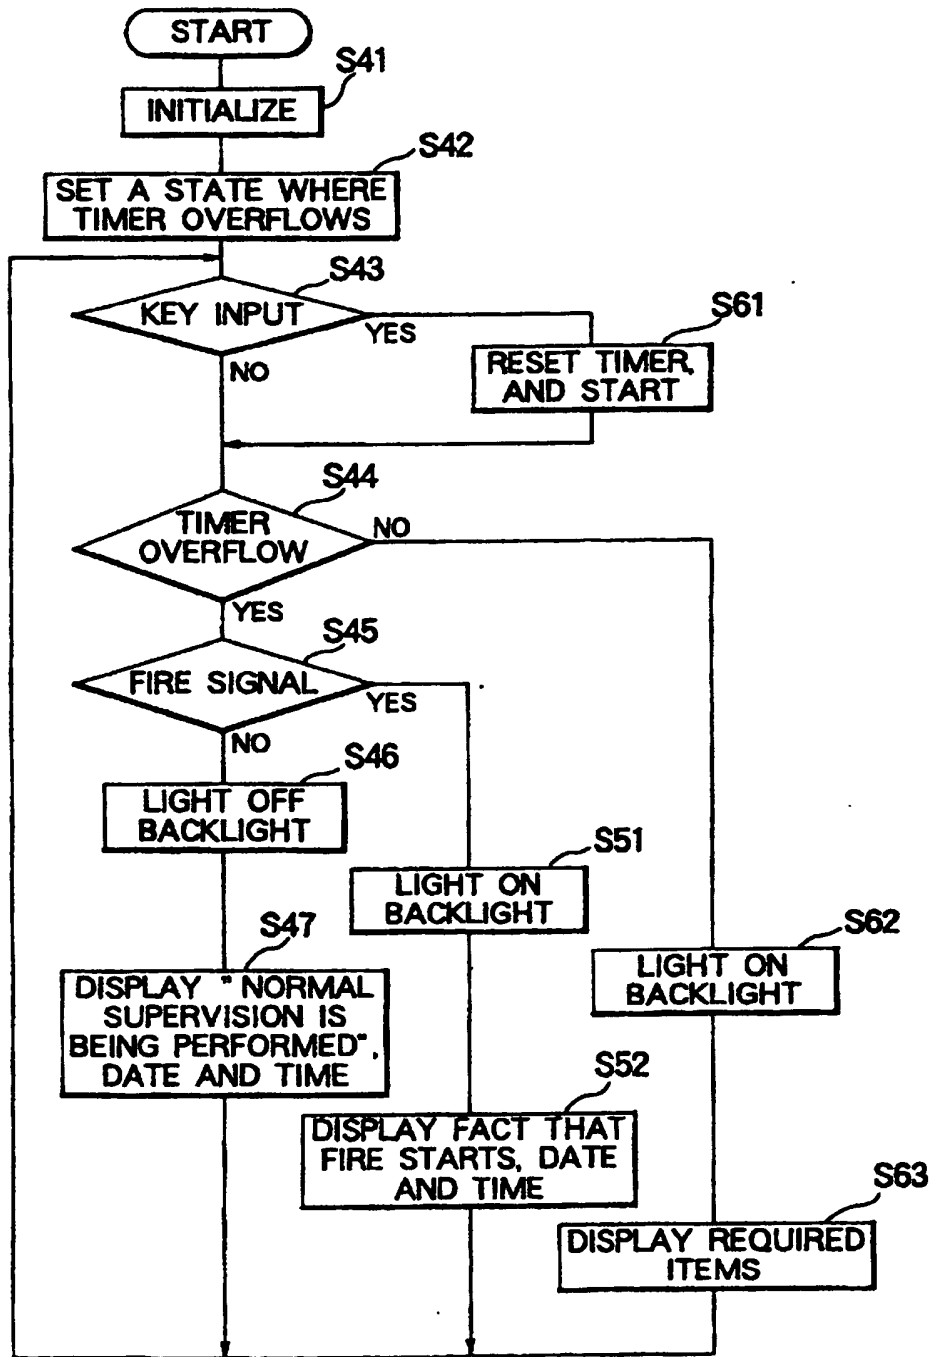 START
S41
INITIALIZE
S42
SET A STATE WHERE
TIMER OVERFLOWS
S43
KEY INPUT
YES
NO
S61
RESET TIMER,
AND START
S44
TIMER
OVERFLOW
NO
YES
S45
FIRE SIGNAL
YES
NO
S46
LIGHT OFF
BACKLIGHT
S51
LIGHT ON
BACKLIGHT
S47
DISPLAY "NORMAL
SUPERVISION IS
BEING PERFORMED",
DATE AND TIME
S62
LIGHT ON
BACKLIGHT
S52
DISPLAY FACT THAT
FIRE STARTS, DATE
AND TIME
S63
DISPLAY REQUIRED
ITEMS